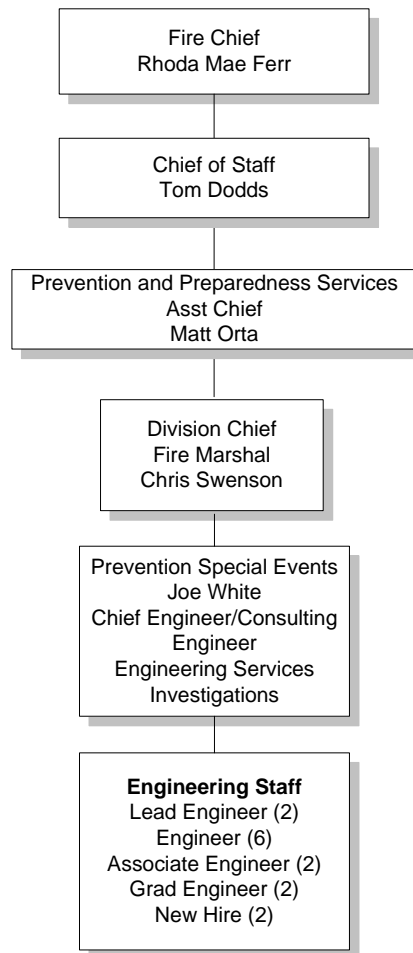 Fire Chief
Rhoda Mae Ferr
Chief of Staff
Tom Dodds
Prevention and Preparedness Services
Asst Chief
Matt Orta
Division Chief
Fire Marshal
Chris Swenson
Prevention Special Events
Joe White
Chief Engineer/Consulting
Engineer
Engineering Services
Investigations
Engineering Staff
Lead Engineer (2)
Engineer (6)
Associate Engineer (2)
Grad Engineer (2)
New Hire (2)